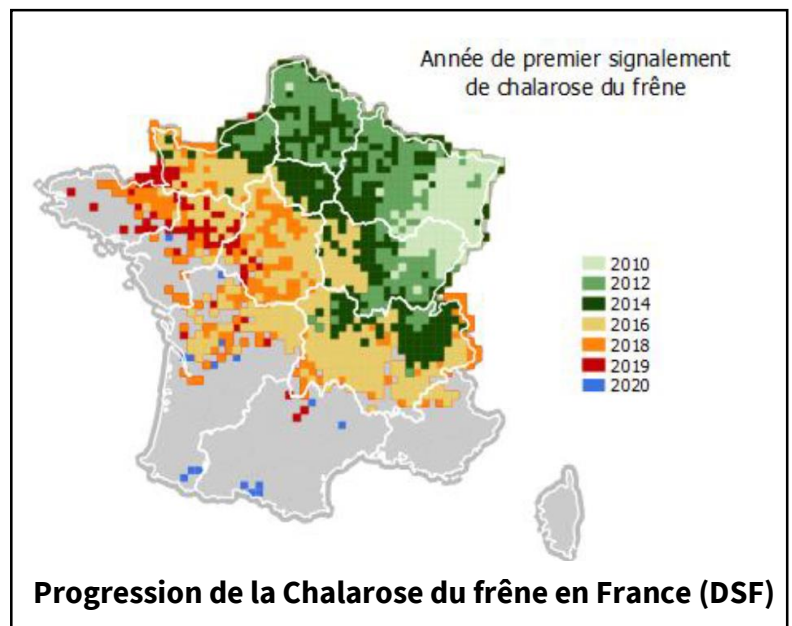 Année de premier signalement
de chalarose du frêne
2010
2012
2014
2016
2018
2019
2020
Progression de la Chalarose du frêne en France (DSF)